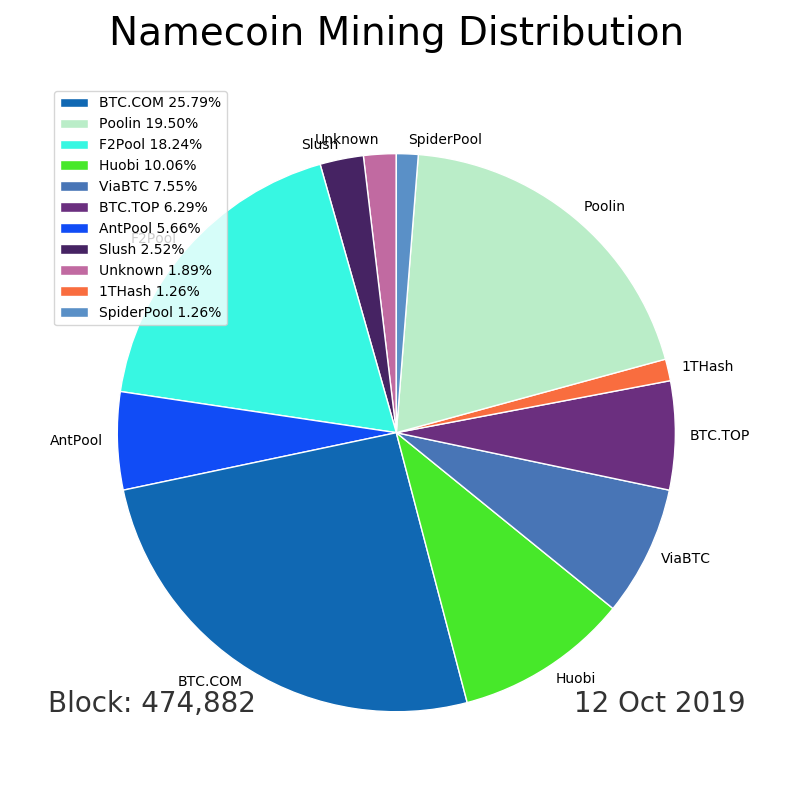 Namecoin Mining Distribution
BTC.COM 25.79%
Poolin 19.50%
F2Pool 18.24%
Huobi 10.06%
ViaBTC 7.55%
BTC.TOP 6.29%
AntPool 5.66%
Slush 2.52%
Unknown 1.89%
1THash 1.26%
SpiderPool 1.26%
Slush
Unknown
SpiderPool
Poolin
F2Pool
1THash
BTC.TOP
AntPool
ViaBTC
Huobi
BTC.COM
Block: 474,882
12 Oct 2019